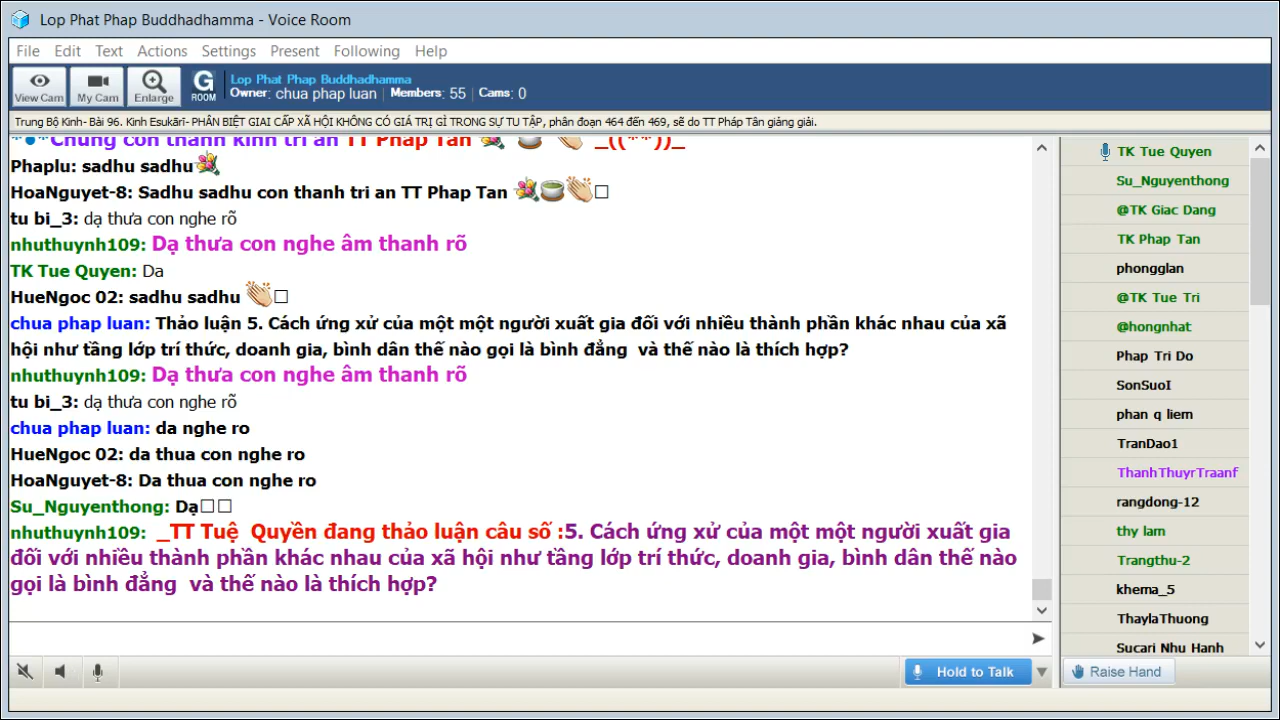 Lop Phat Phap Buddhadhamma - Voice Room
File Edit Text Actions Settings Present Following Help
View Cam My Cam Enlarge G ROOM Lop Phat Phap Buddhadhamma
Owner: chua phap luan Members: 55 Cams: 0
Trung Bộ Kinh- Bài 96. Kinh Esukārī- PHÂN BIỆT GIAI CẤP XÃ HỘI KHÔNG CÓ GIÁ TRỊ GÌ TRONG SỰ TU TẬP, phân đoạn 464 đến 469, sẽ do TT Pháp Tân giảng giải.
*●*Chúng con thành kính tri ân TT Pháp Tân _((**))_
Phaplu: sadhu sadhu
HoaNguyet-8: Sadhu sadhu con thanh tri an TT Phap Tan
tu bi_3: dạ thưa con nghe rõ
nhuthuynh109: Dạ thưa con nghe âm thanh rõ
TK Tue Quyen: Da
HueNgoc 02: sadhu sadhu
chua phap luan: Thảo luận 5. Cách ứng xử của một một người xuất gia đối với nhiều thành phần khác nhau của xã
hội như tầng lớp trí thức, doanh gia, bình dân thế nào gọi là bình đẳng và thế nào là thích hợp?
nhuthuynh109: Dạ thưa con nghe âm thanh rõ
tu bi_3: dạ thưa con nghe rõ
chua phap luan: da nghe ro
HueNgoc 02: da thua con nghe ro
HoaNguyet-8: Da thua con nghe ro
Su_Nguyenthong: Dạ
nhuthuynh109: _TT Tuệ Quyền đang thảo luận câu số :5. Cách ứng xử của một một người xuất gia
đối với nhiều thành phần khác nhau của xã hội như tầng lớp trí thức, doanh gia, bình dân thế nào
gọi là bình đẳng và thế nào là thích hợp?
TK Tue Quyen
Su_Nguyenthong
@TK Giac Dang
TK Phap Tan
phongglan
@TK Tue Tri
@hongnhat
Phap Tri Do
SonSuoI
phan q liem
TranDao1
ThanhThuyrTraanf
rangdong-12
thy lam
Trangthu-2
khema_5
ThaylaThuong
Sucari Nhu Hanh
Hold to Talk
Raise Hand